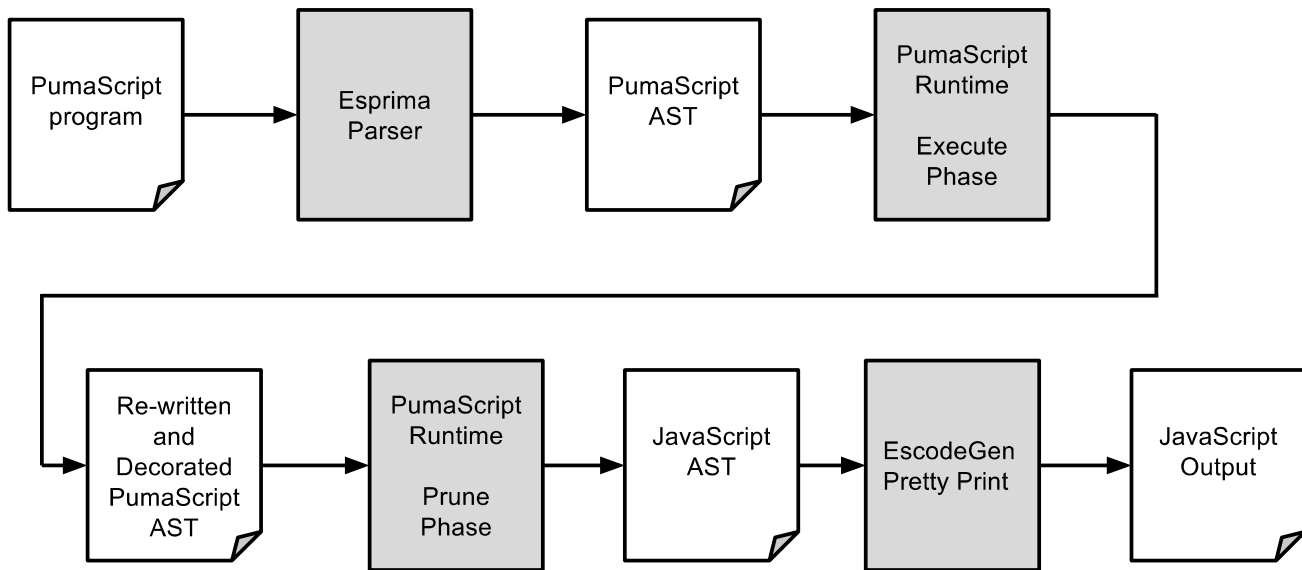 PumaScript
program
Esprima
Parser
PumaScript
AST
PumaScript
Runtime
Execute
Phase
Re-written
and
Decorated
PumaScript
AST
PumaScript
Runtime
Prune
Phase
JavaScript
AST
EscodeGen
Pretty Print
JavaScript
Output